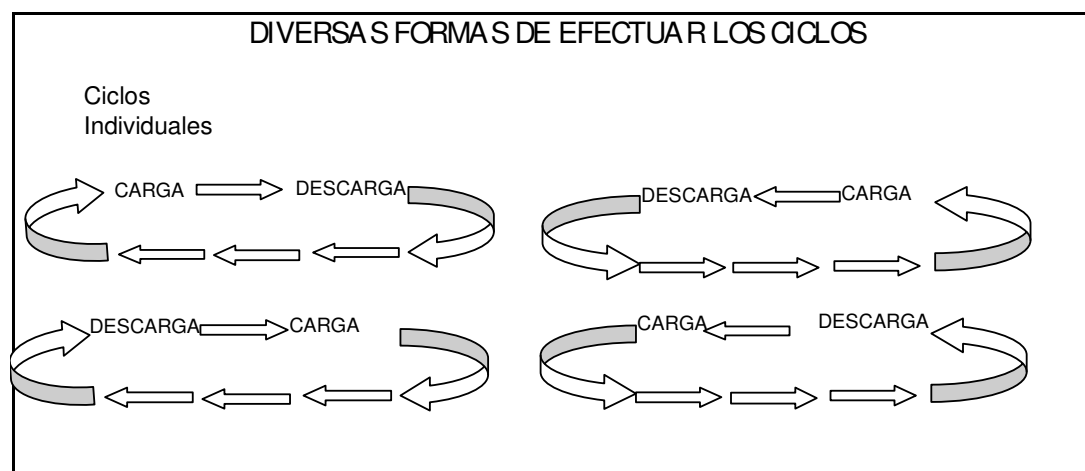 DIVERSAS FORMAS DE EFECTUAR LOS CICLOS
Ciclos
Individuales
CARGA DESCARGA
DESCARGA CARGA
DESCARGA CARGA
CARGA DESCARGA